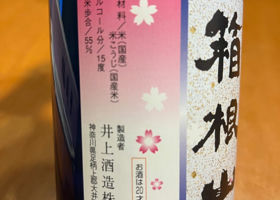 箱根山
材料／米（国産）
米こうじ（国産米）
アルコール分／15度
米歩合／55％
製造者
井上酒造株
神奈川県足柄上郡大井
お酒は20才